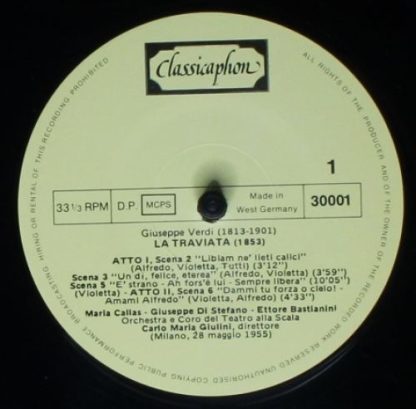 Classicaphon
1
33 1/3 RPM
D.P.
MCPS
Made in
West Germany
30001
Giuseppe Verdi (1813-1901)
LA TRAVIATA (1853)
ATTO I, Scena 2 "Libiam ne' lieti calici"
(Alfredo, Violetta, Tutti) (3'12")
Scena 3 "Un dì, felice, eterea" (Alfredo, Violetta) (3'59")
Scena 5 "E' strano - Ah fors'è lui - Sempre libera" (10'05")
(Violetta) - ATTO II, Scena 6 "Dammi tu forza o cielo! -
Amami Alfredo" (Violetta, Alfredo) (4'33")
Maria Callas - Giuseppe Di Stefano - Ettore Bastianini
Orchestra e Coro del Teatro alla Scala
Carlo Maria Giulini, direttore
(Milano, 28 maggio 1955)
ALL RIGHTS OF THE PRODUCER AND OF THE OWNER OF THE RECORDED WORK RESERVED UNAUTHORISED COPYING PUBLIC PERFORMANCE BROADCASTING HIRING OR RENTAL OF THIS RECORDING PROHIBITED